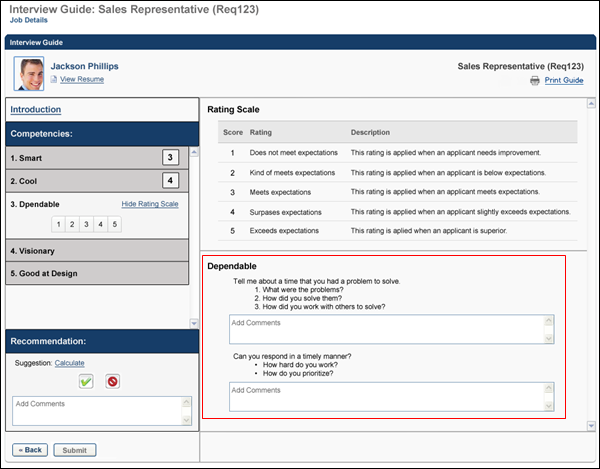 Interview Guide: Sales Representative (Req123)
Job Details
Interview Guide
Jackson Phillips
View Resume
Sales Representative (Req123)
Print Guide
Introduction
Competencies:
1. Smart 3
2. Cool 4
3. Dpendable Hide Rating Scale
1 2 3 4 5
4. Visionary
5. Good at Design
Recommendation:
Suggestion: Calculate
Add Comments
« Back Submit
Rating Scale
Score Rating Description
1 Does not meet expectations This rating is applied when an applicant needs improvement.
2 Kind of meets expectations This rating is applied when an applicant is below expectations.
3 Meets expectations This rating is applied when an applicant meets expectations.
4 Surpases expectations This rating is applied when an applicant slightly exceeds expectations.
5 Exceeds expectations This rating is aplied when an applicant is superior.
Dependable
Tell me about a time that you had a problem to solve.
1. What were the problems?
2. How did you solve them?
3. How did you work with others to solve?
Add Comments
Can you respond in a timely manner?
• How hard do you work?
• How do you prioritize?
Add Comments